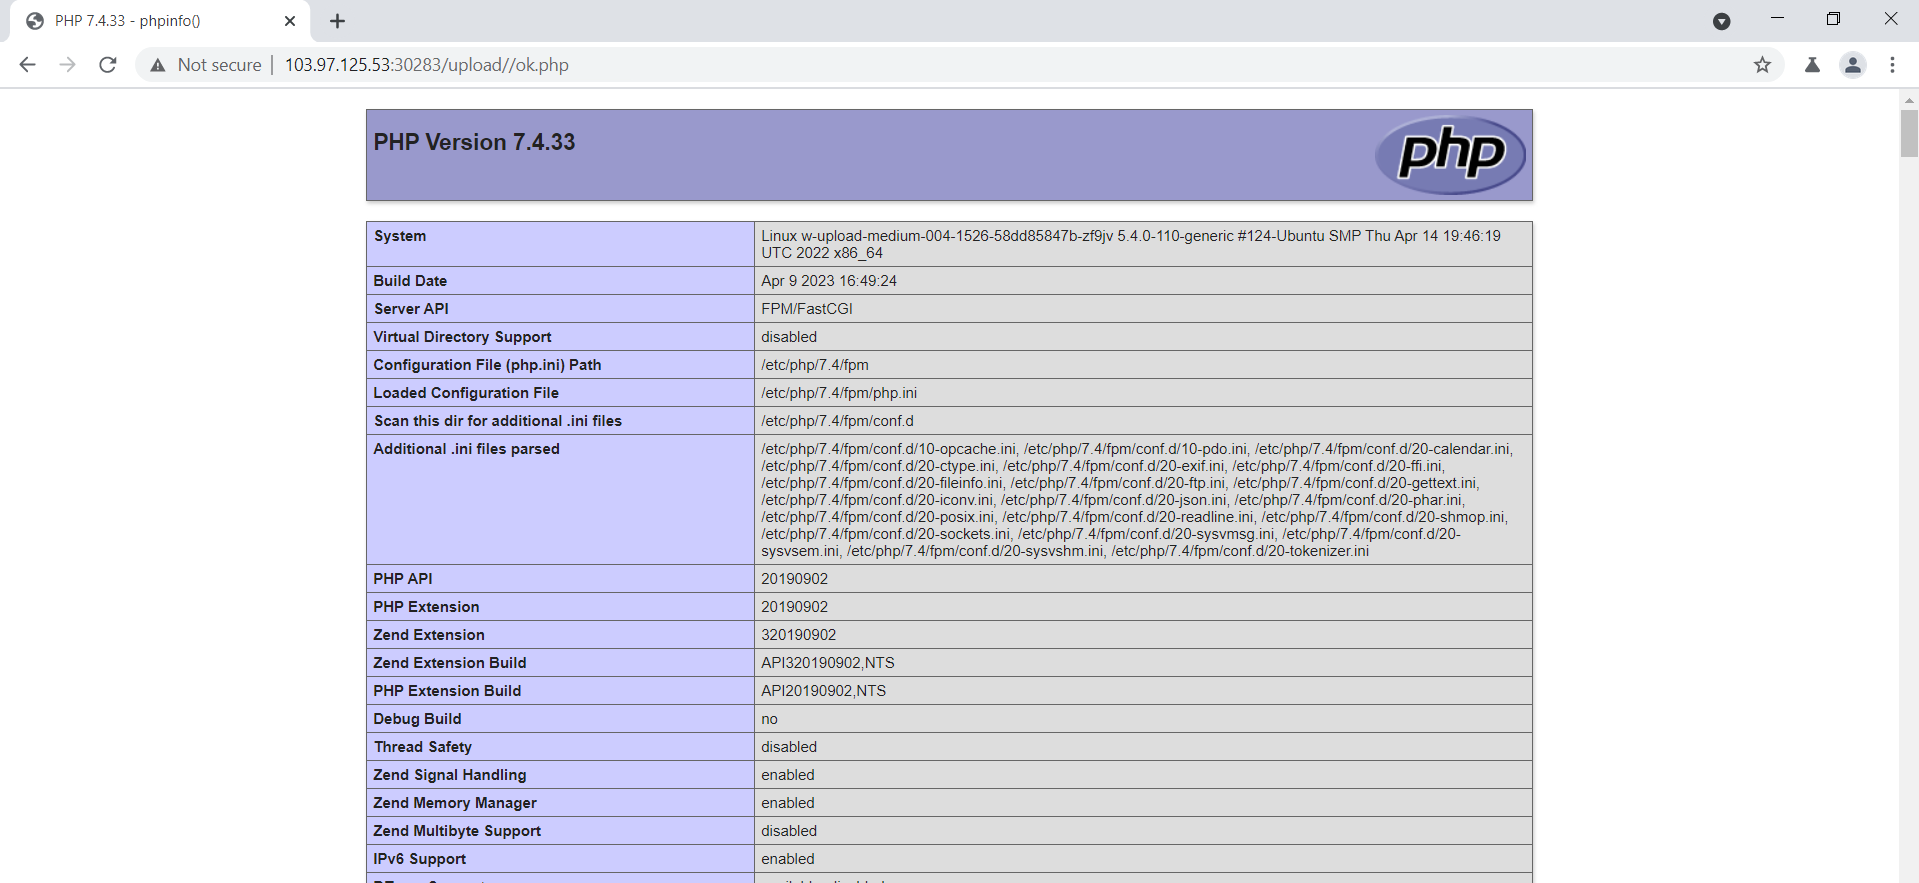 PHP 7.4.33 - phpinfo()
Not secure | 103.97.125.53:30283/upload//ok.php
PHP Version 7.4.33
php
System
Linux w-upload-medium-004-1526-58dd85847b-zf9jv 5.4.0-110-generic #124-Ubuntu SMP Thu Apr 14 19:46:19
UTC 2022 x86_64
Build Date
Apr 9 2023 16:49:24
Server API
FPM/FastCGI
Virtual Directory Support
disabled
Configuration File (php.ini) Path
/etc/php/7.4/fpm
Loaded Configuration File
/etc/php/7.4/fpm/php.ini
Scan this dir for additional .ini files
/etc/php/7.4/fpm/conf.d
Additional .ini files parsed
/etc/php/7.4/fpm/conf.d/10-opcache.ini, /etc/php/7.4/fpm/conf.d/10-pdo.ini, /etc/php/7.4/fpm/conf.d/20-calendar.ini,
/etc/php/7.4/fpm/conf.d/20-ctype.ini, /etc/php/7.4/fpm/conf.d/20-exif.ini, /etc/php/7.4/fpm/conf.d/20-ffi.ini,
/etc/php/7.4/fpm/conf.d/20-fileinfo.ini, /etc/php/7.4/fpm/conf.d/20-ftp.ini, /etc/php/7.4/fpm/conf.d/20-gettext.ini,
/etc/php/7.4/fpm/conf.d/20-iconv.ini, /etc/php/7.4/fpm/conf.d/20-json.ini, /etc/php/7.4/fpm/conf.d/20-phar.ini,
/etc/php/7.4/fpm/conf.d/20-posix.ini, /etc/php/7.4/fpm/conf.d/20-readline.ini, /etc/php/7.4/fpm/conf.d/20-shmop.ini,
/etc/php/7.4/fpm/conf.d/20-sockets.ini, /etc/php/7.4/fpm/conf.d/20-sysvmsg.ini, /etc/php/7.4/fpm/conf.d/20-
sysvsem.ini, /etc/php/7.4/fpm/conf.d/20-sysvshm.ini, /etc/php/7.4/fpm/conf.d/20-tokenizer.ini
PHP API
20190902
PHP Extension
20190902
Zend Extension
320190902
Zend Extension Build
API320190902,NTS
PHP Extension Build
API20190902,NTS
Debug Build
no
Thread Safety
disabled
Zend Signal Handling
enabled
Zend Memory Manager
enabled
Zend Multibyte Support
disabled
IPv6 Support
enabled